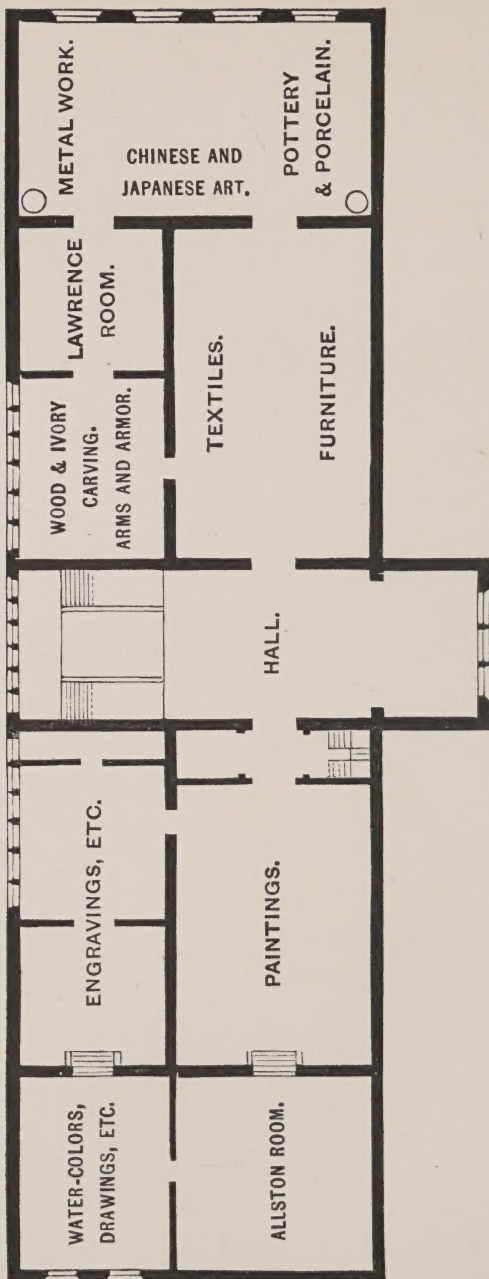 METAL WORK.
CHINESE AND
JAPANESE ART.
POTTERY
& PORCELAIN.
LAWRENCE
ROOM.
WOOD & IVORY
CARVING.
ARMS AND ARMOR.
TEXTILES.
FURNITURE.
HALL.
ENGRAVINGS, ETC.
PAINTINGS.
WATER-COLORS,
DRAWINGS, ETC.
ALLSTON ROOM.